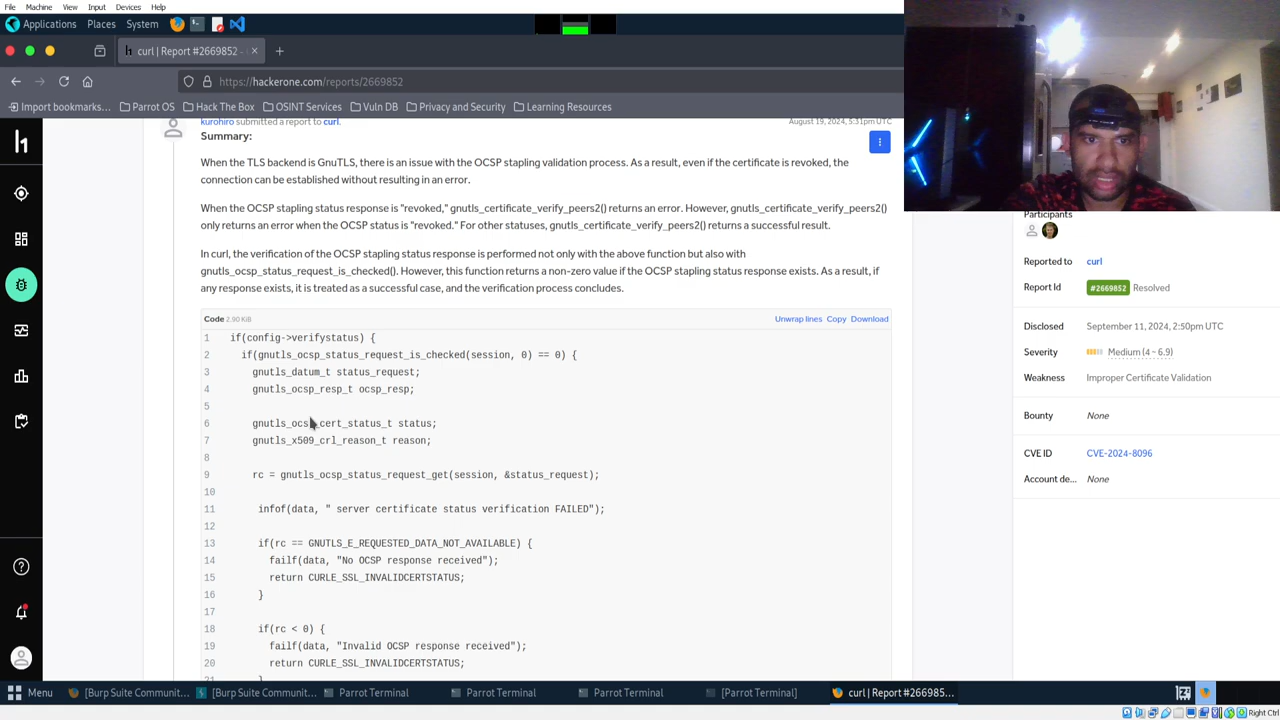 File Machine View Input Devices Help
Applications Places System
curl | Report #2669852 -
https://hackerone.com/reports/2669852
Import bookmarks... Parrot OS Hack The Box OSINT Services Vuln DB Privacy and Security Learning Resources
kurohiro submitted a report to curl. August 19, 2024, 5:31pm UTC
Summary:
When the TLS backend is GnuTLS, there is an issue with the OCSP stapling validation process. As a result, even if the certificate is revoked, the
connection can be established without resulting in an error.
When the OCSP stapling status response is "revoked," gnutls_certificate_verify_peers2() returns an error. However, gnutls_certificate_verify_peers2()
only returns an error when the OCSP status is "revoked." For other statuses, gnutls_certificate_verify_peers2() returns a successful result.
In curl, the verification of the OCSP stapling status response is performed not only with the above function but also with
gnutls_ocsp_status_request_is_checked(). However, this function returns a non-zero value if the OCSP stapling status response exists. As a result, if
any response exists, it is treated as a successful case, and the verification process concludes.
Code 2.90 KiB Unwrap lines Copy Download
1 if(config->verifystatus) {
2 if(gnutls_ocsp_status_request_is_checked(session, 0) == 0) {
3 gnutls_datum_t status_request;
4 gnutls_ocsp_resp_t ocsp_resp;
5
6 gnutls_ocsp_cert_status_t status;
7 gnutls_x509_crl_reason_t reason;
8
9 rc = gnutls_ocsp_status_request_get(session, &status_request);
10
11 infof(data, " server certificate status verification FAILED");
12
13 if(rc == GNUTLS_E_REQUESTED_DATA_NOT_AVAILABLE) {
14 failf(data, "No OCSP response received");
15 return CURLE_SSL_INVALIDCERTSTATUS;
16 }
17
18 if(rc < 0) {
19 failf(data, "Invalid OCSP response received");
20 return CURLE_SSL_INVALIDCERTSTATUS;
21 }
Participants
Reported to curl
Report Id #2669852 Resolved
Disclosed September 11, 2024, 2:50pm UTC
Severity Medium (4 ~ 6.9)
Weakness Improper Certificate Validation
Bounty None
CVE ID CVE-2024-8096
Account de... None
Menu [Burp Suite Communit... [Burp Suite Communit... Parrot Terminal Parrot Terminal Parrot Terminal [Parrot Terminal] curl | Report #266985...
Right Ctrl